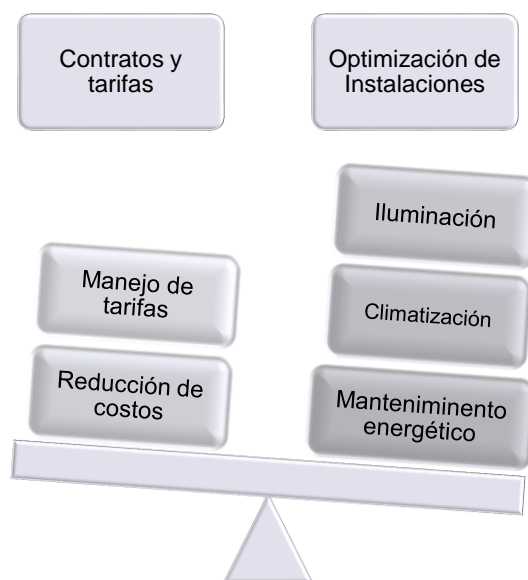 Contratos y
tarifas
Optimización de
Instalaciones
Iluminación
Manejo de
tarifas
Climatización
Reducción de
costos
Manteniminento
energético